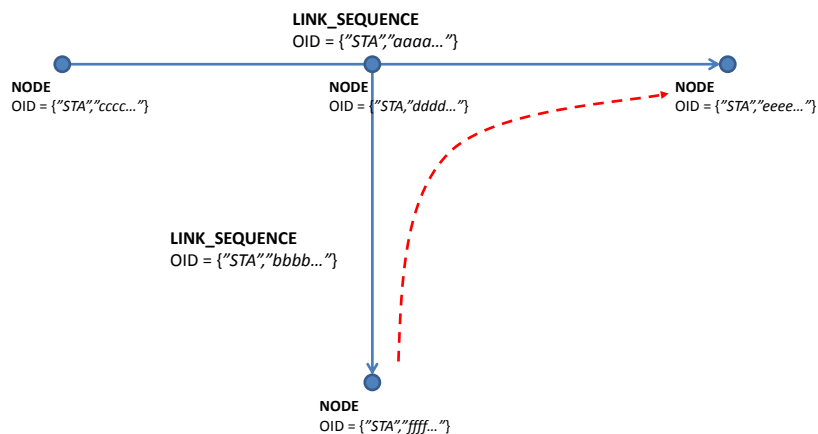 LINK_SEQUENCE
OID = {”STA”,”aaaa…”}
NODE
OID = {”STA”,”cccc…”}
NODE
OID = {”STA,”dddd…”}
NODE
OID = {”STA”,”eeee…”}
LINK_SEQUENCE
OID = {”STA”,”bbbb…”}
NODE
OID = {”STA”,”ffff…”}